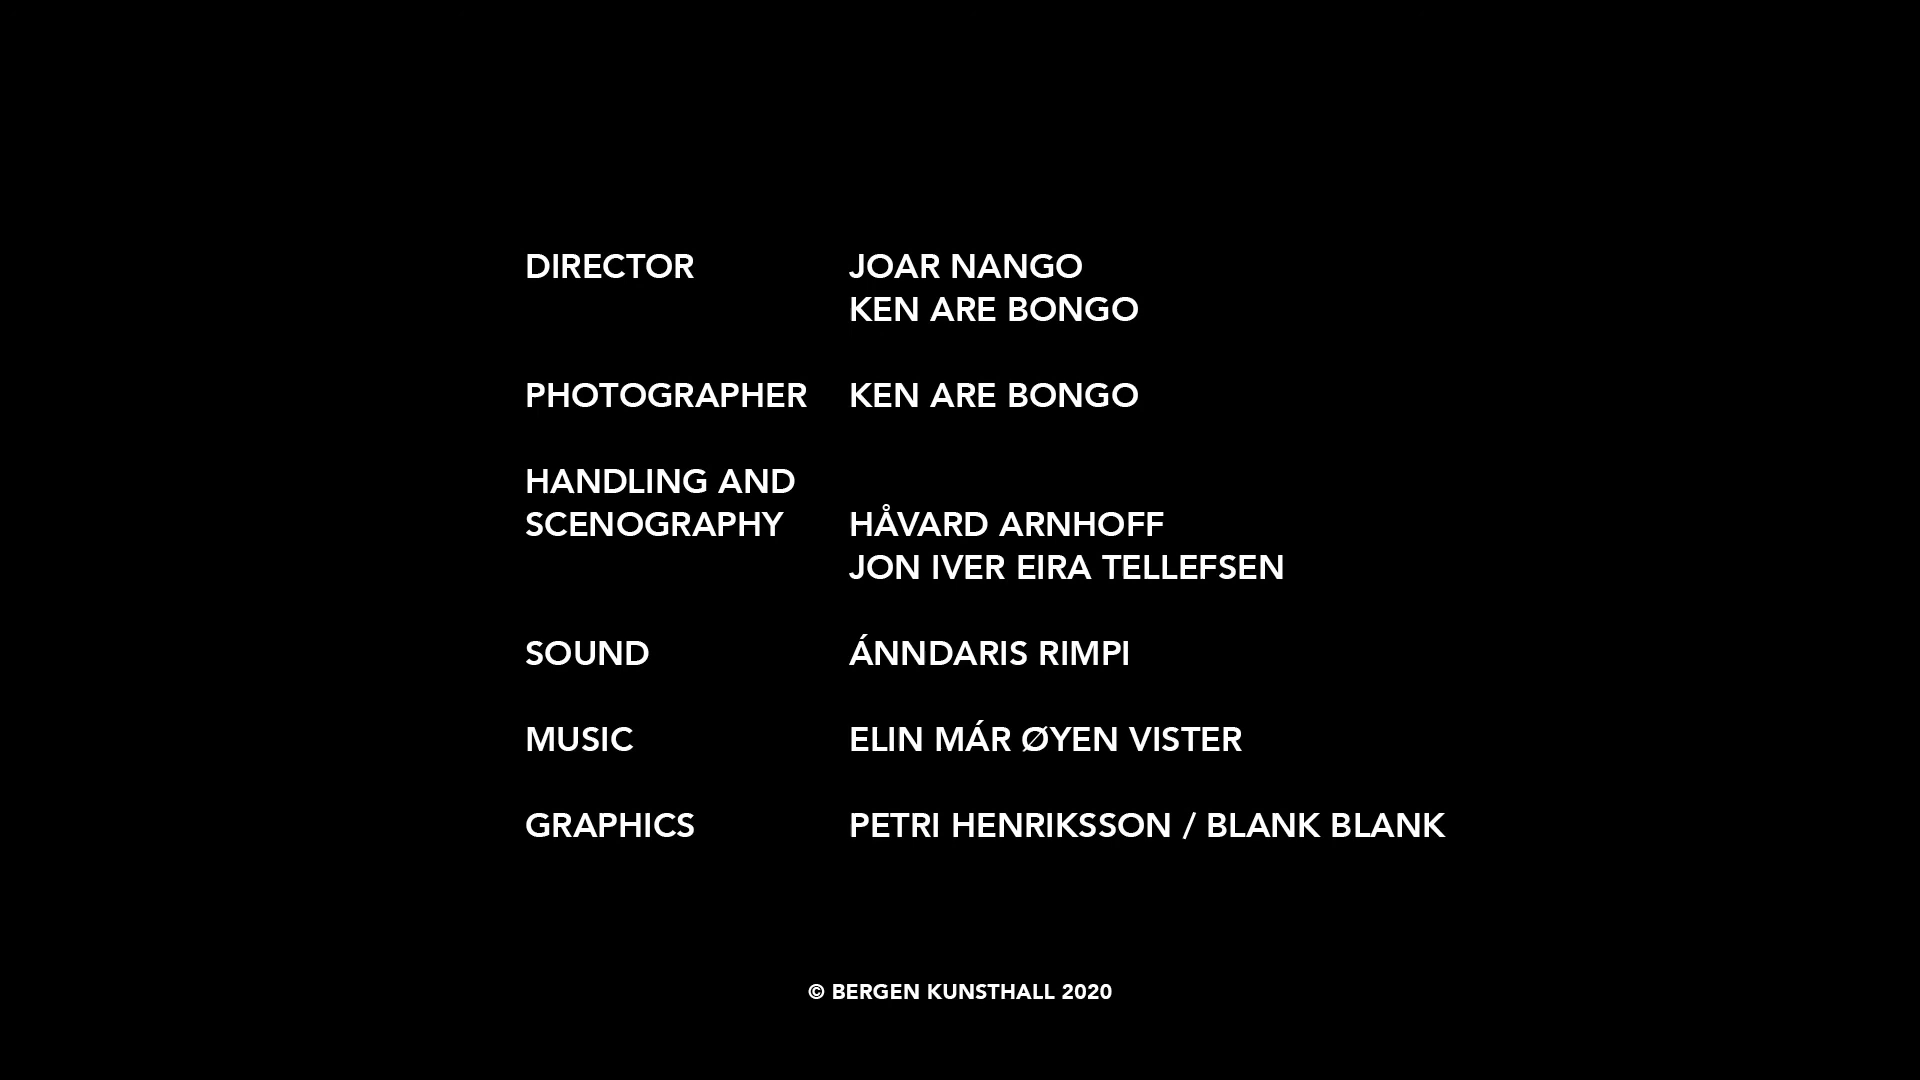 DIRECTOR JOAR NANGO
KEN ARE BONGO
PHOTOGRAPHER KEN ARE BONGO
HANDLING AND
SCENOGRAPHY HÅVARD ARNHOFF
JON IVER EIRA TELLEFSEN
SOUND ÁNNDARIS RIMPI
MUSIC ELIN MÁR ØYEN VISTER
GRAPHICS PETRI HENRIKSSON / BLANK BLANK
© BERGEN KUNSTHALL 2020